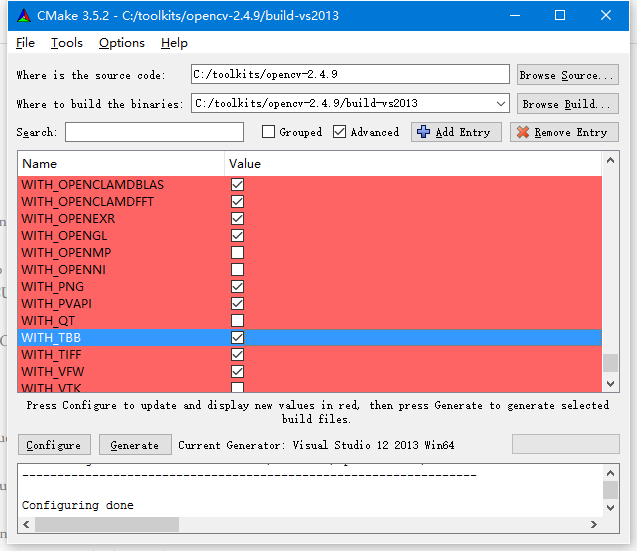 CMake 3.5.2 - C:/toolkits/opencv-2.4.9/build-vs2013
File Tools Options Help
Where is the source code: C:/toolkits/opencv-2.4.9 Browse Source...
Where to build the binaries: C:/toolkits/opencv-2.4.9/build-vs2013 Browse Build...
Search: Grouped Advanced Add Entry Remove Entry
Name Value
WITH_OPENCLAMDBLAS
WITH_OPENCLAMDFFT
WITH_OPENEXR
WITH_OPENGL
WITH_OPENMP
WITH_OPENNI
WITH_PNG
WITH_PVAPI
WITH_QT
WITH_TBB
WITH_TIFF
WITH_VFW
WITH_VTK
Press Configure to update and display new values in red, then press Generate to generate selected
build files.
Configure Generate Current Generator: Visual Studio 12 2013 Win64
Configuring done